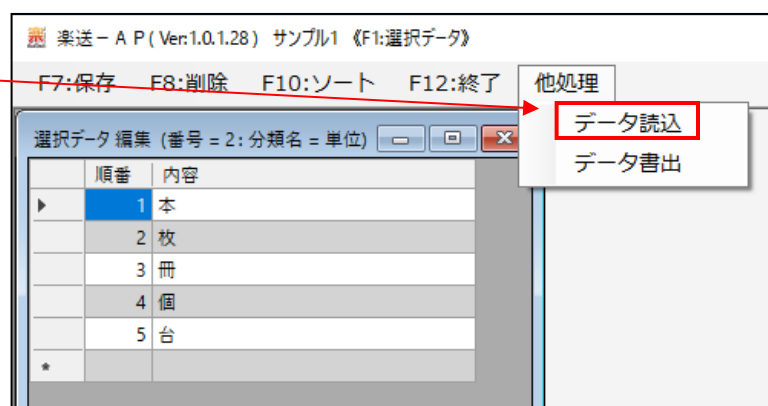 楽送－ＡＰ( Ver:1.0.1.28 )　サンプル1　《F1:選択データ》
F7:保存　F8:削除　F10:ソート　F12:終了　他処理
データ読込
データ書出
選択データ 編集　(番号 = 2 : 分類名 = 単位)
順番　内容
1　本
2　枚
3　冊
4　個
5　台